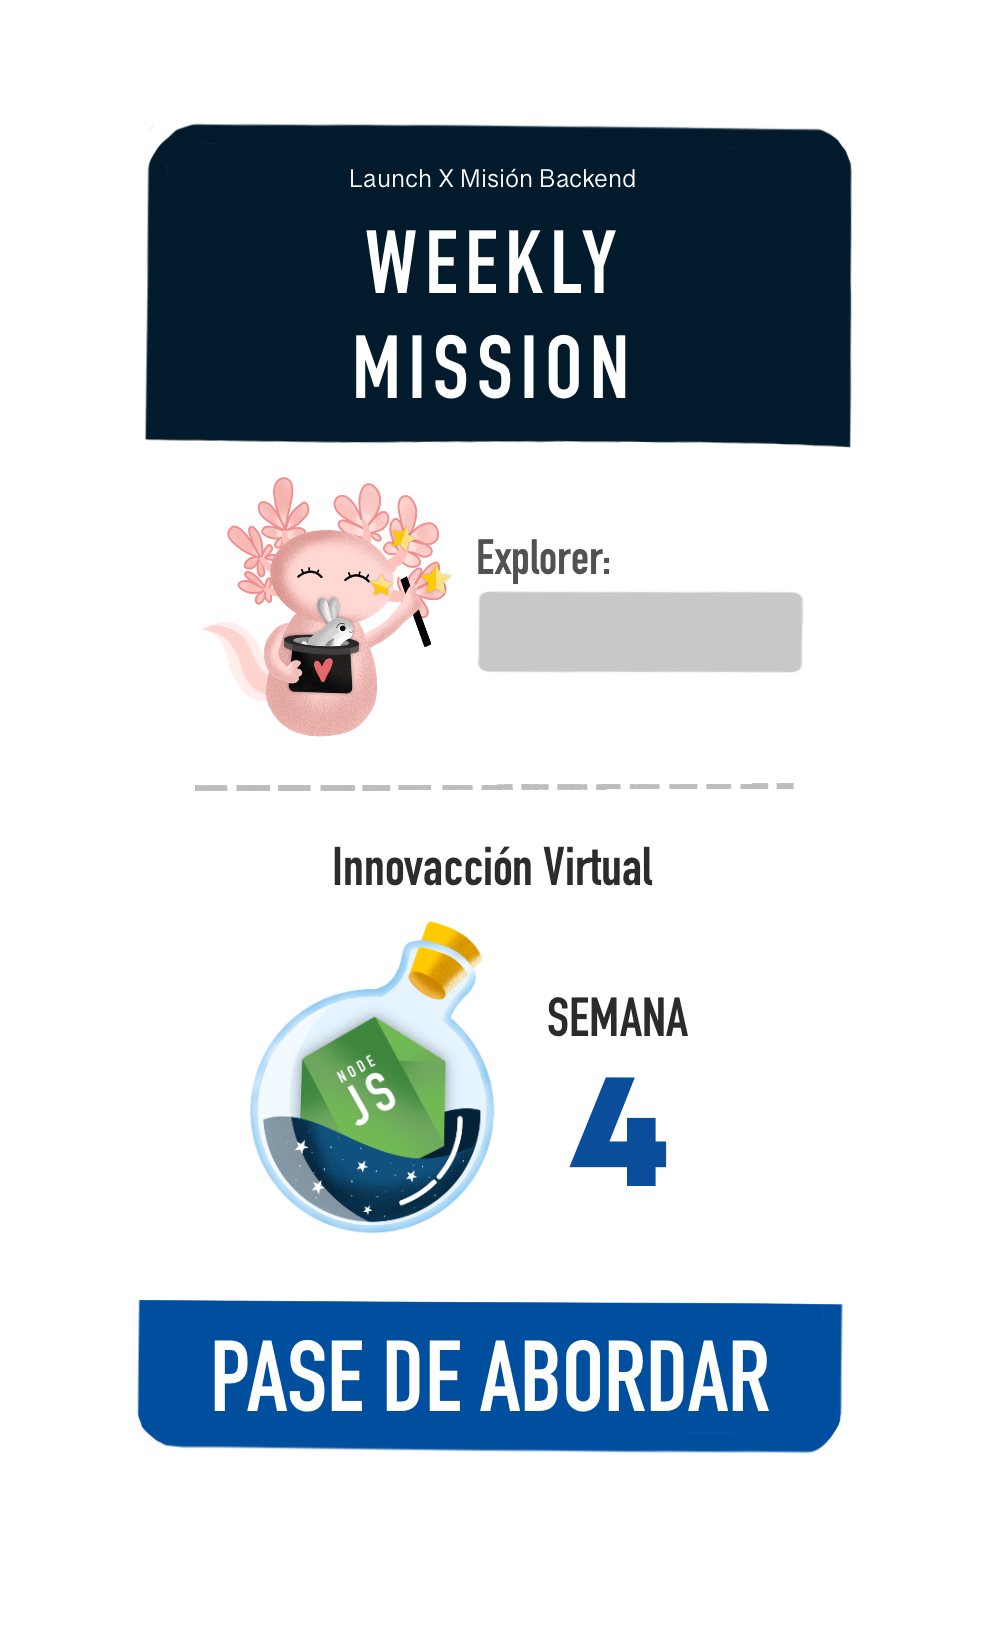 Launch X Misión Backend
WEEKLY
MISSION
Explorer:
Innovacción Virtual
NODE
JS
SEMANA
4
PASE DE ABORDAR